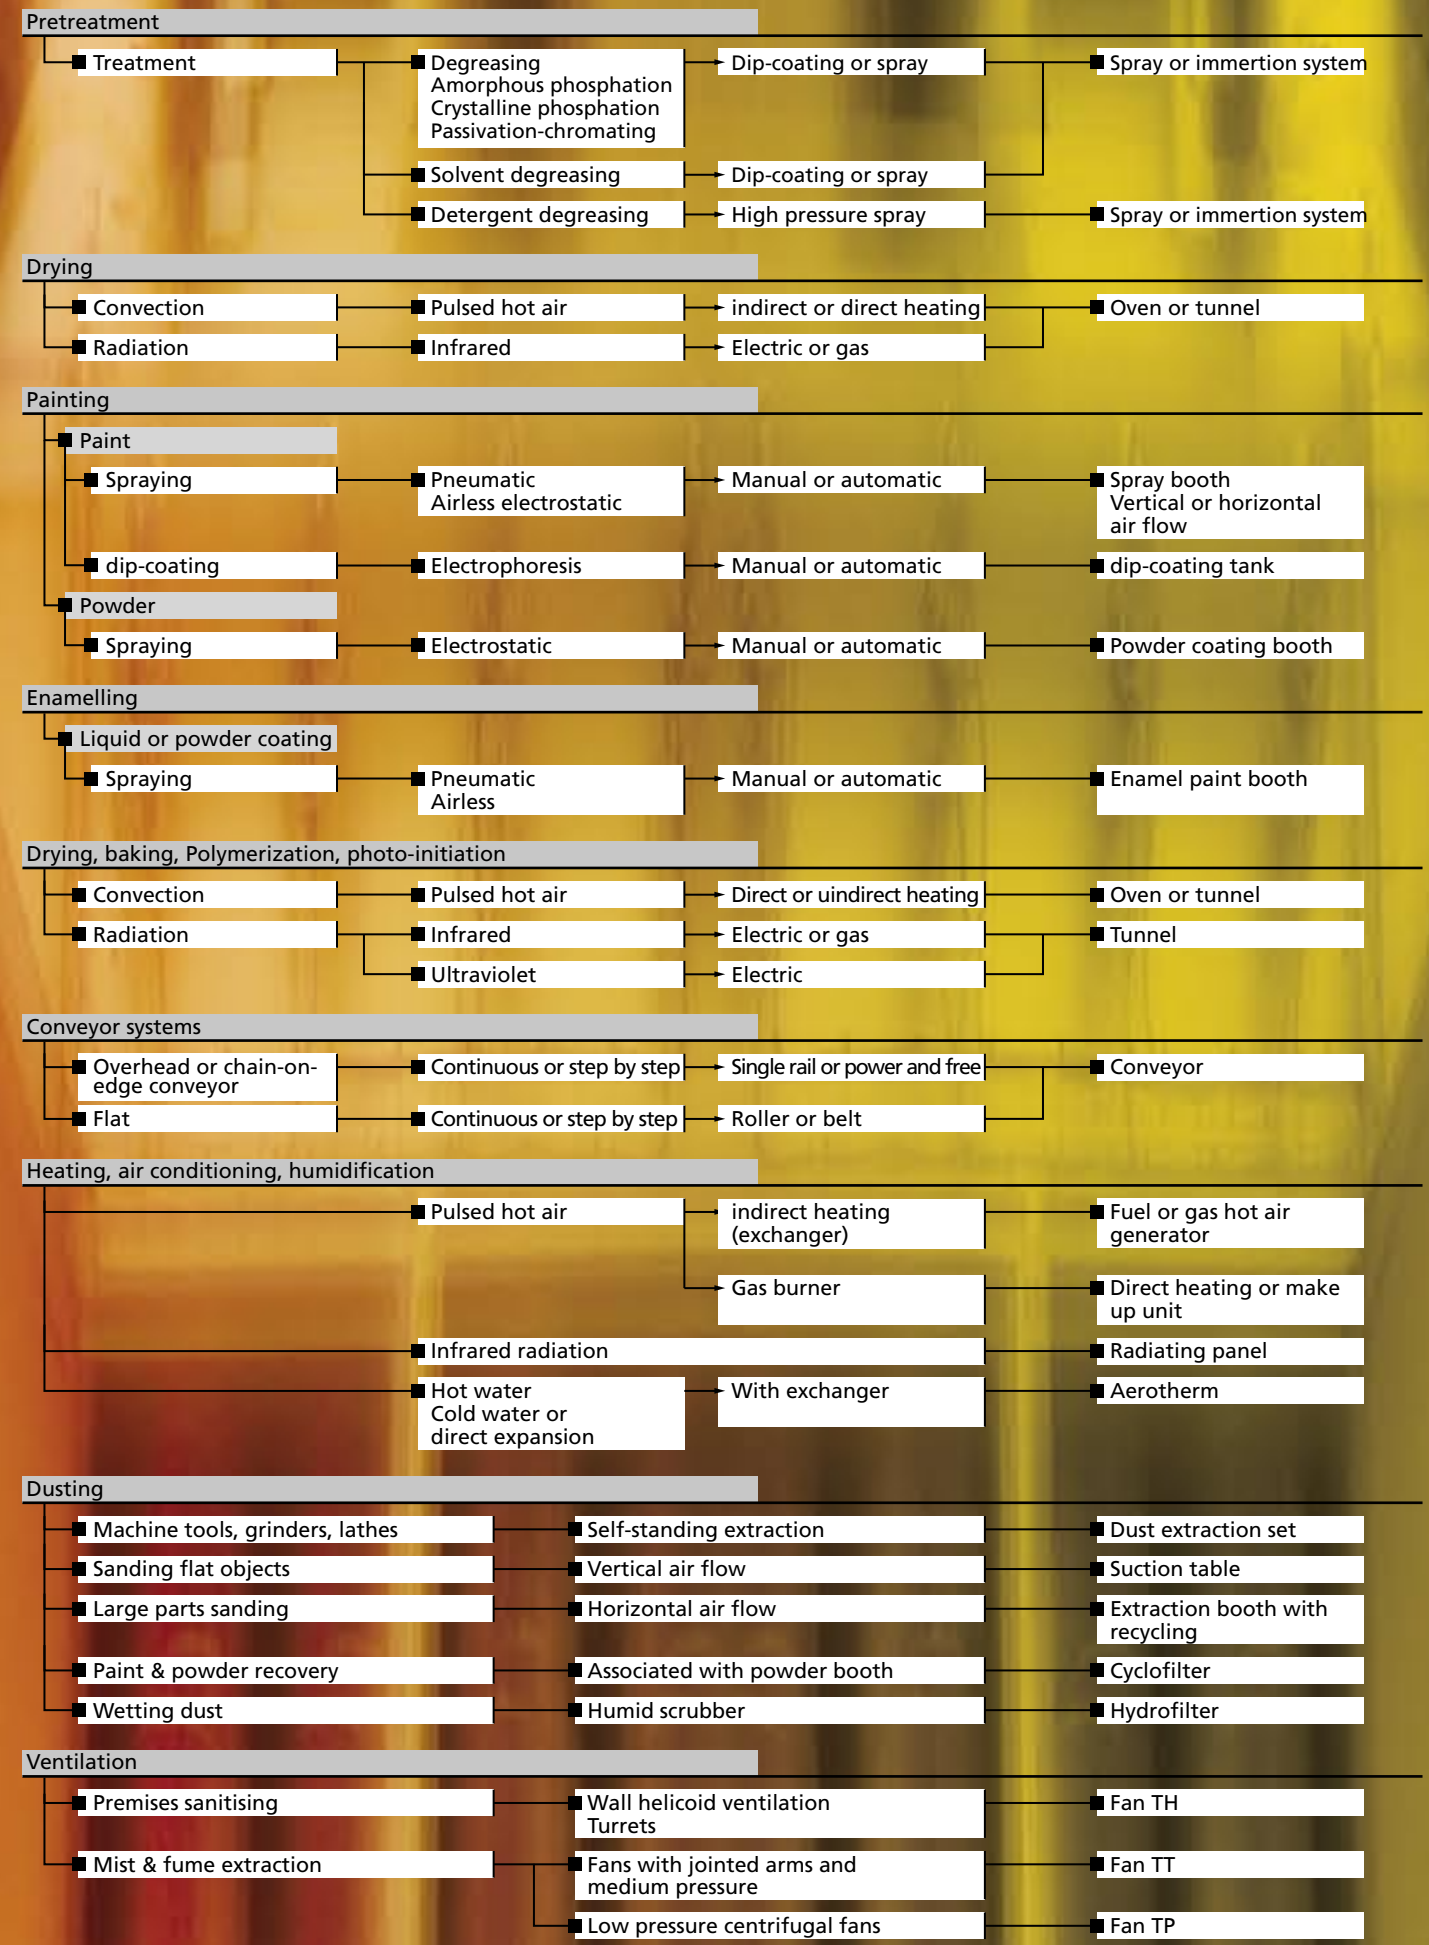 Pretreatment
Treatment
Degreasing
Amorphous phosphation
Crystalline phosphation
Passivation-chromating
Dip-coating or spray
Spray or immertion system
Solvent degreasing
Dip-coating or spray
Detergent degreasing
High pressure spray
Spray or immertion system
Drying
Convection
Pulsed hot air
indirect or direct heating
Oven or tunnel
Radiation
Infrared
Electric or gas
Painting
Paint
Spraying
Pneumatic
Airless electrostatic
Manual or automatic
Spray booth
Vertical or horizontal
air flow
dip-coating
Electrophoresis
Manual or automatic
dip-coating tank
Powder
Spraying
Electrostatic
Manual or automatic
Powder coating booth
Enamelling
Liquid or powder coating
Spraying
Pneumatic
Airless
Manual or automatic
Enamel paint booth
Drying, baking, Polymerization, photo-initiation
Convection
Pulsed hot air
Direct or uindirect heating
Oven or tunnel
Radiation
Infrared
Electric or gas
Tunnel
Ultraviolet
Electric
Conveyor systems
Overhead or chain-on-
edge conveyor
Continuous or step by step
Single rail or power and free
Conveyor
Flat
Continuous or step by step
Roller or belt
Heating, air conditioning, humidification
Pulsed hot air
indirect heating
(exchanger)
Fuel or gas hot air
generator
Gas burner
Direct heating or make
up unit
Infrared radiation
Radiating panel
Hot water
Cold water or
direct expansion
With exchanger
Aerotherm
Dusting
Machine tools, grinders, lathes
Self-standing extraction
Dust extraction set
Sanding flat objects
Vertical air flow
Suction table
Large parts sanding
Horizontal air flow
Extraction booth with
recycling
Paint & powder recovery
Associated with powder booth
Cyclofilter
Wetting dust
Humid scrubber
Hydrofilter
Ventilation
Premises sanitising
Wall helicoid ventilation
Turrets
Fan TH
Mist & fume extraction
Fans with jointed arms and
medium pressure
Fan TT
Low pressure centrifugal fans
Fan TP